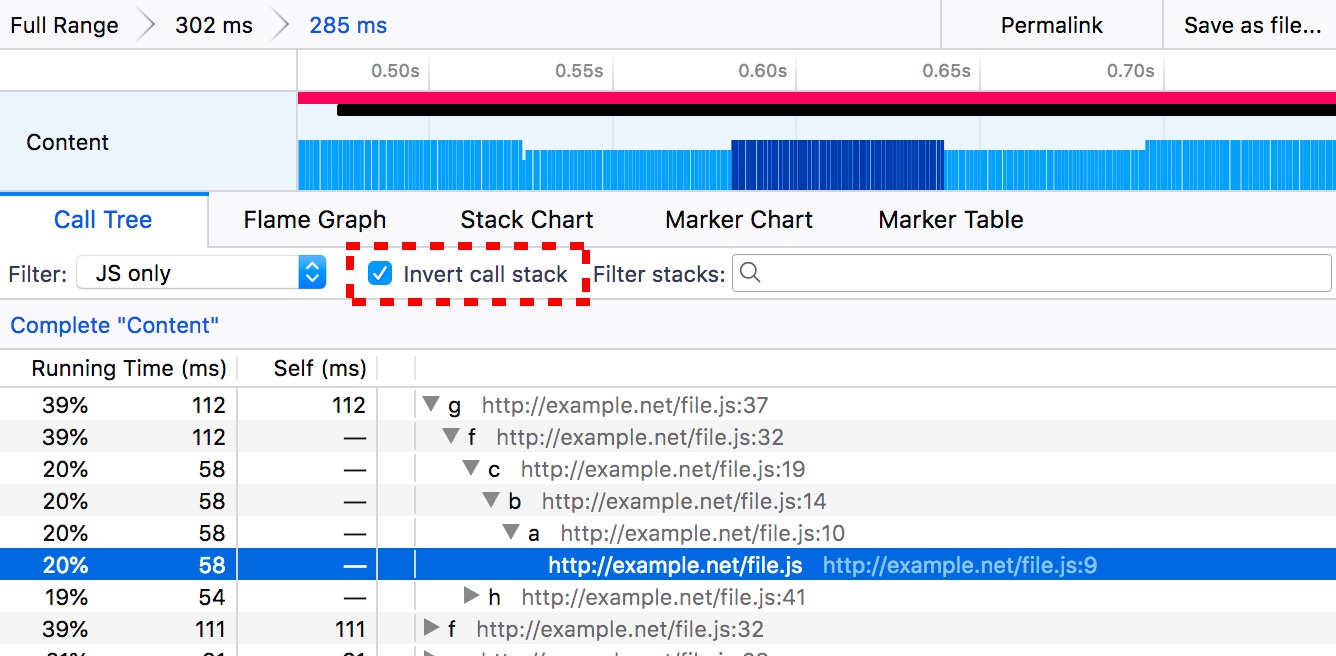 Full Range 302 ms 285 ms Permalink Save as file...
0.50s 0.55s 0.60s 0.65s 0.70s
Content
Call Tree Flame Graph Stack Chart Marker Chart Marker Table
Filter: JS only Invert call stack Filter stacks:
Complete "Content"
Running Time (ms) Self (ms)
39% 112 112 g http://example.net/file.js:37
39% 112 — f http://example.net/file.js:32
20% 58 — c http://example.net/file.js:19
20% 58 — b http://example.net/file.js:14
20% 58 — a http://example.net/file.js:10
20% 58 — http://example.net/file.js http://example.net/file.js:9
19% 54 — h http://example.net/file.js:41
39% 111 111 f http://example.net/file.js:32